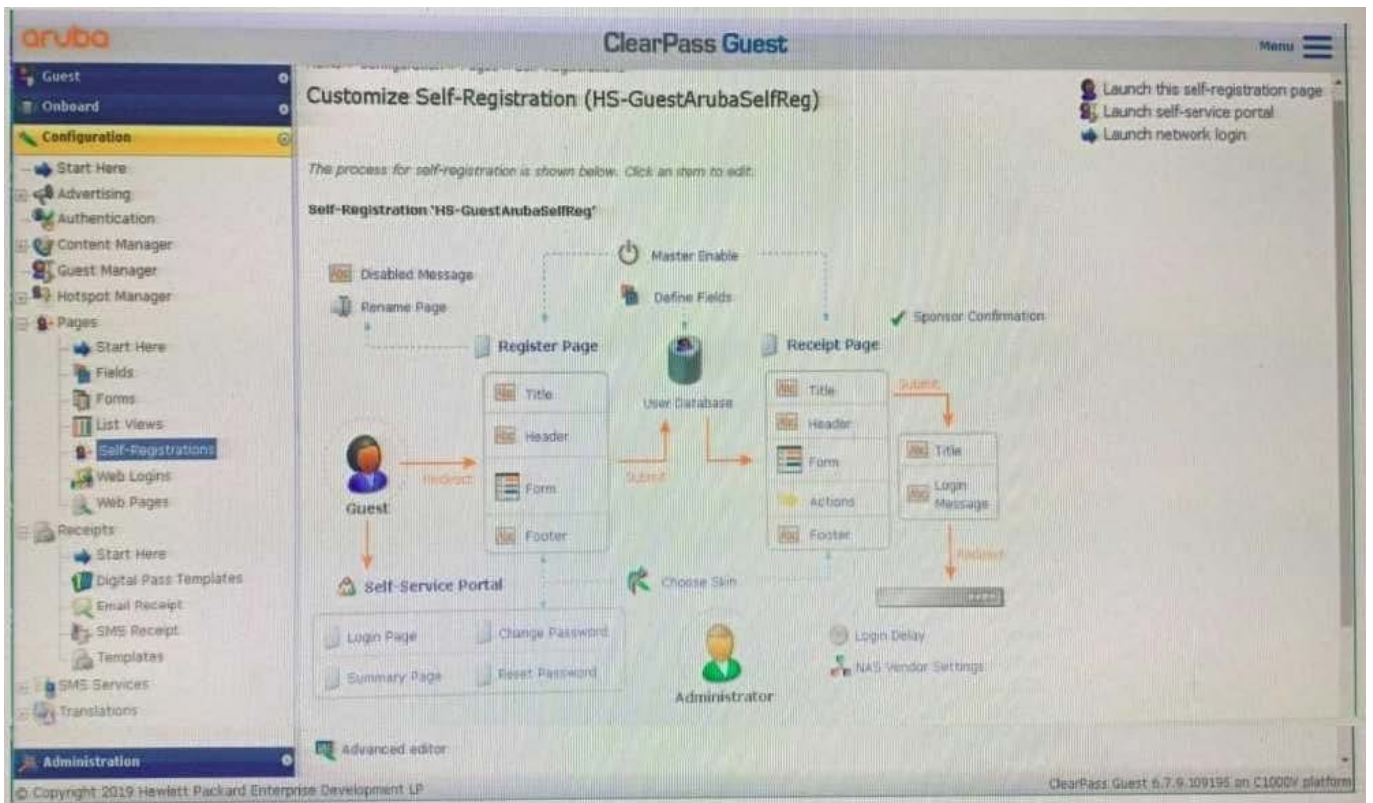 aruba
ClearPass Guest
Menu
Guest
Onboard
Configuration
Start Here
Advertising
Authentication
Content Manager
Guest Manager
Hotspot Manager
Pages
Start Here
Fields
Forms
List Views
Self-Registrations
Web Logins
Web Pages
Receipts
Start Here
Digital Pass Templates
Email Receipt
SMS Receipt
Templates
SMS Services
Translations
Administration
Customize Self-Registration (HS-GuestArubaSelfReg)
Launch this self-registration page
Launch self-service portal
Launch network login
The process for self-registration is shown below. Click an item to edit.
Self-Registration 'HS-GuestArubaSelfReg'
Master Enable
Disabled Message
Rename Page
Define Fields
Sponsor Confirmation
Register Page
Title
Header
Form
Footer
User Database
Receipt Page
Title
Header
Form
Actions
Footer
Submit
Title
Login Message
Redirect
Guest
Redirect
Submit
Self-Service Portal
Choose Skin
Login Page
Change Password
Summary Page
Reset Password
Administrator
Login Delay
NAS Vendor Settings
Advanced editor
© Copyright 2019 Hewlett Packard Enterprise Development LP
ClearPass Guest 6.7.9.109195 on C1000V platform